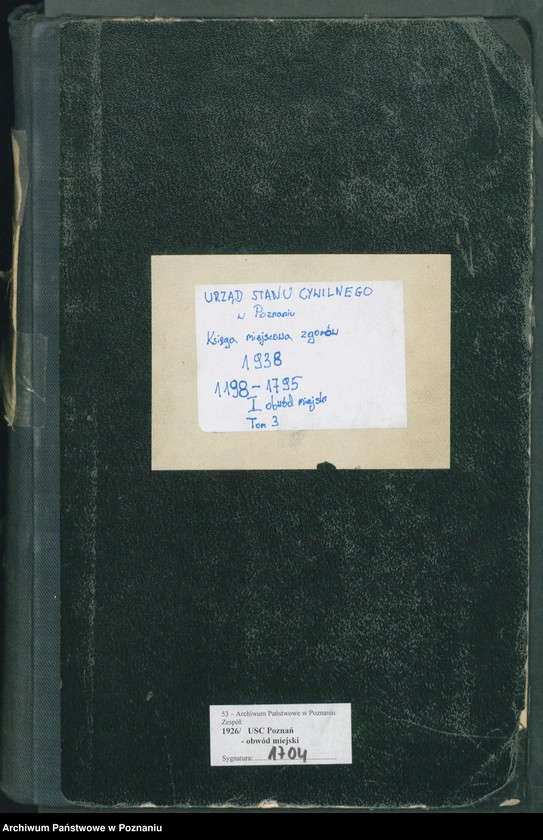 URZĄD STANU CYWILNEGO
w Poznaniu
Księga miejscowa zgonów
1938
1198-1795
I obwód miejski
Tom 3
53 – Archiwum Państwowe w Poznaniu
Zespół:
1926/ USC Poznań
- obwód miejski
Sygnatura: 1704
Archiwum Państwowe w Poznaniu